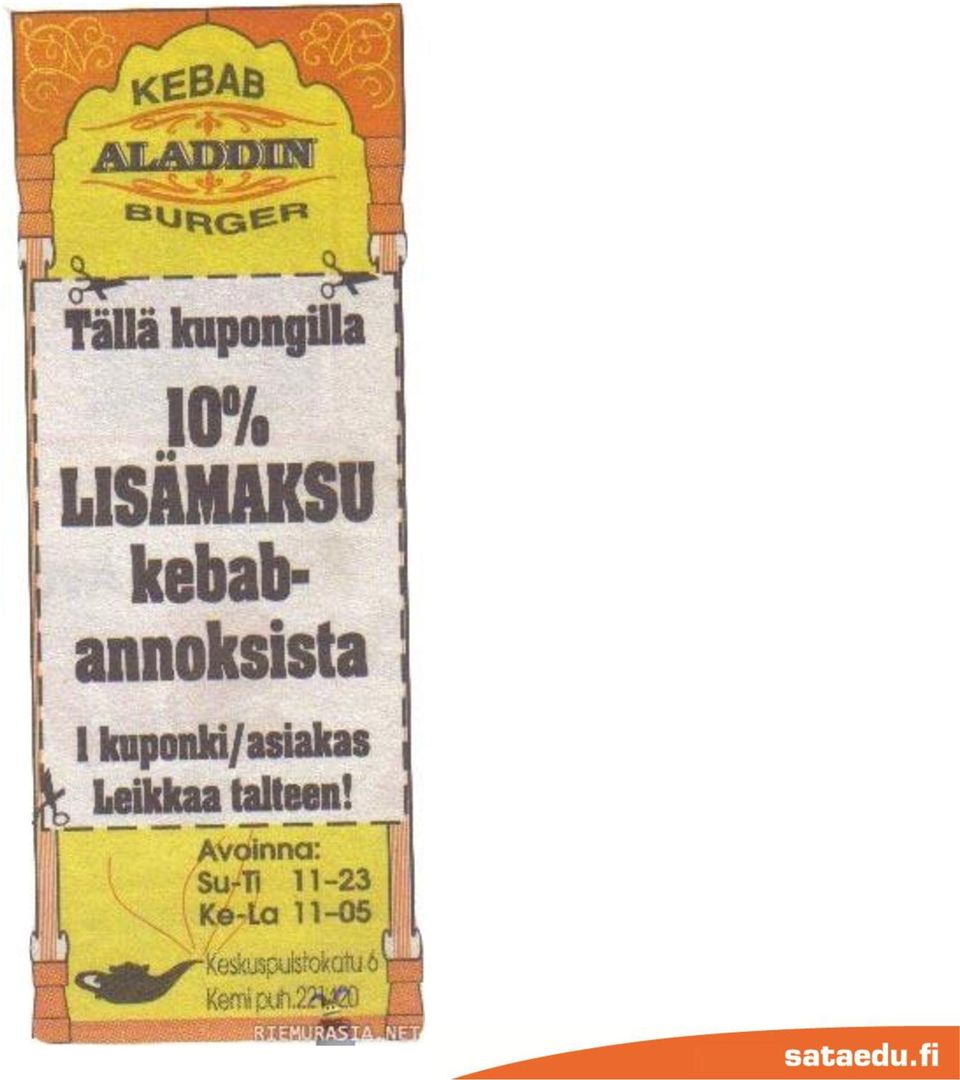 KEBAB
ALADDIN
BURGER
Tällä kupongilla
10%
LISÄMAKSU
kebab-
annoksista
1 kuponki/asiakas
Leikkaa talteen!
Avoinna:
Su-Ti 11-23
Ke-La 11-05
Keskuspuistokatu 6
Kemi puh.
RIEMURASIA.NET
sataedu.fi